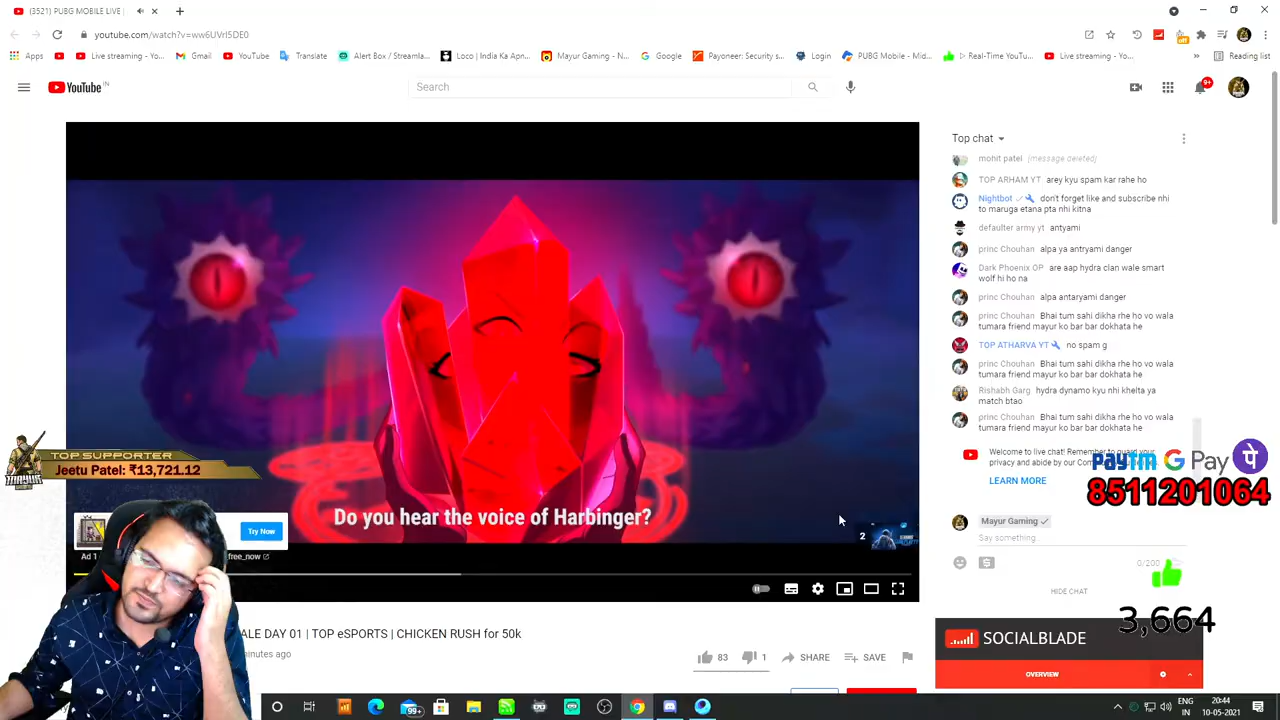 (3521) PUBG MOBILE LIVE |
youtube.com/watch?v=ww6UVrI5DE0
Apps
Live streaming - Yo...
Gmail
YouTube
Translate
Alert Box / Streamla...
Loco | India Ka Apn...
Mayur Gaming - N...
Google
Payoneer: Security s...
Login
PUBG Mobile - Mid...
▷ Real-Time YouTu...
Live streaming - Yo...
»
Reading list
off
YouTube IN
Search
9+
Top chat
mohit patel [message deleted]
TOP ARHAM YT arey kyu spam kar rahe ho
Nightbot don't forget like and subscribe nhi
to maruga etana pta nhi kitna
defaulter army yt antyami
princ Chouhan alpa ya antryami danger
Dark Phoenix OP are aap hydra clan wale smart
wolf hi ho na
princ Chouhan alpa antaryami danger
princ Chouhan Bhai tum sahi dikha rhe ho vo wala
tumara friend mayur ko bar bar dokhata he
TOP ATHARVA YT no spam g
princ Chouhan Bhai tum sahi dikha rhe ho vo wala
tumara friend mayur ko bar bar dokhata he
Rishabh Garg hydra dynamo kyu nhi khelta ya
match btao
princ Chouhan Bhai tum sahi dikha rhe ho vo wala
tumara friend mayur ko bar bar dokhata he
Welcome to live chat! Remember to guard your
privacy and abide by our Com
LEARN MORE
Paytm G Pay पे
8511201064
Mayur Gaming
Say something...
0/200
HIDE CHAT
3,664
SOCIALBLADE
OVERVIEW
TOP SUPPORTER
Jeetu Patel: ₹13,721.12
MAYUR
Do you hear the voice of Harbinger?
Try Now
Ad 1
free_now
2
ALE DAY 01 | TOP eSPORTS | CHICKEN RUSH for 50k
minutes ago
83
1
SHARE
SAVE
99+
ENG
IN
20:44
10-05-2021